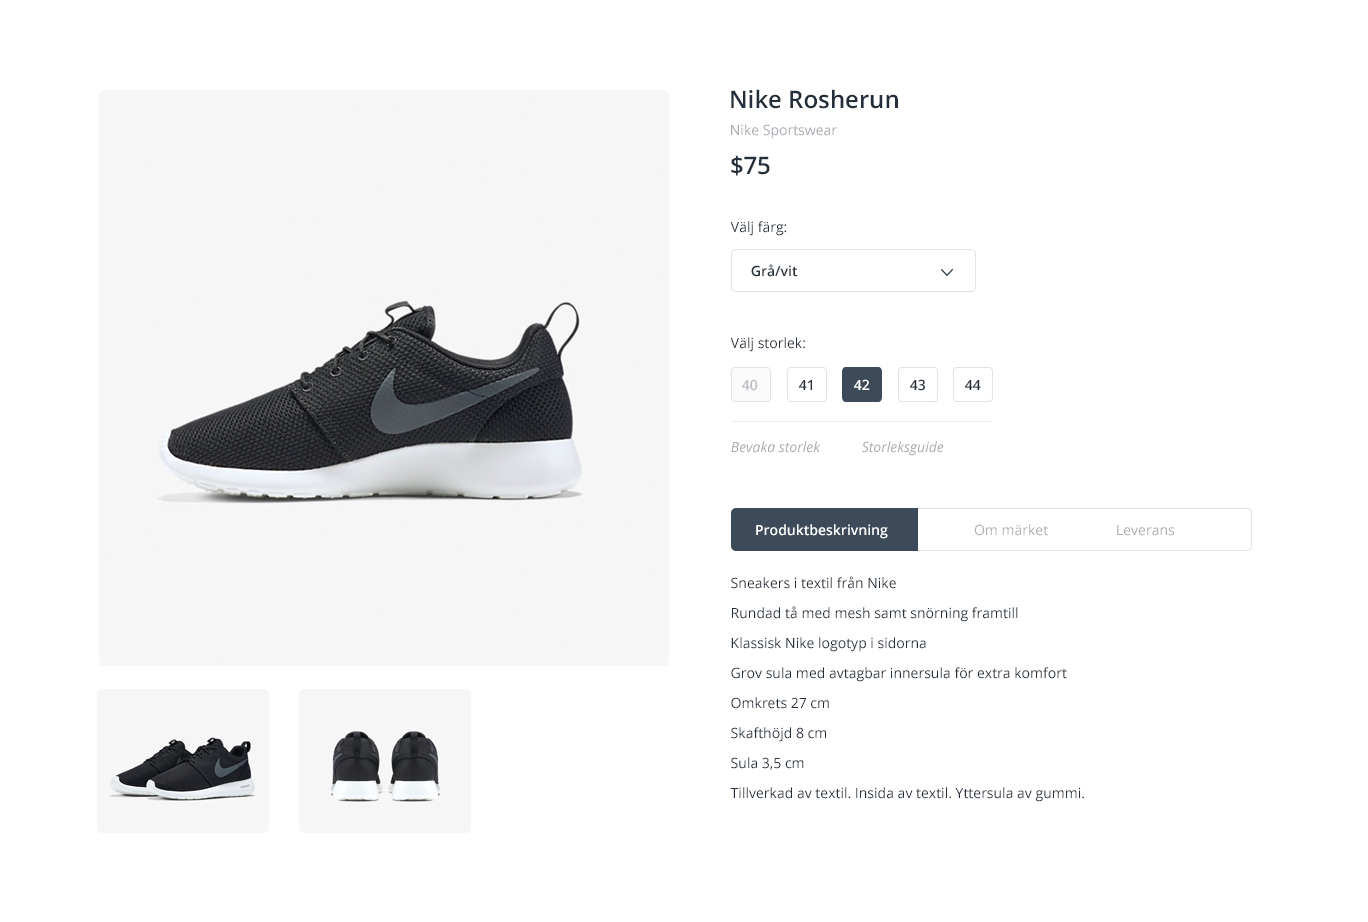 Nike Rosherun
Nike Sportswear
$75
Välj färg:
Grå/vit
Välj storlek:
40 41 42 43 44
Bevaka storlek Storleksguide
Produktbeskrivning Om märket Leverans
Sneakers i textil från Nike
Rundad tå med mesh samt snörning framtill
Klassisk Nike logotyp i sidorna
Grov sula med avtagbar innersula för extra komfort
Omkrets 27 cm
Skafthöjd 8 cm
Sula 3,5 cm
Tillverkad av textil. Insida av textil. Yttersula av gummi.